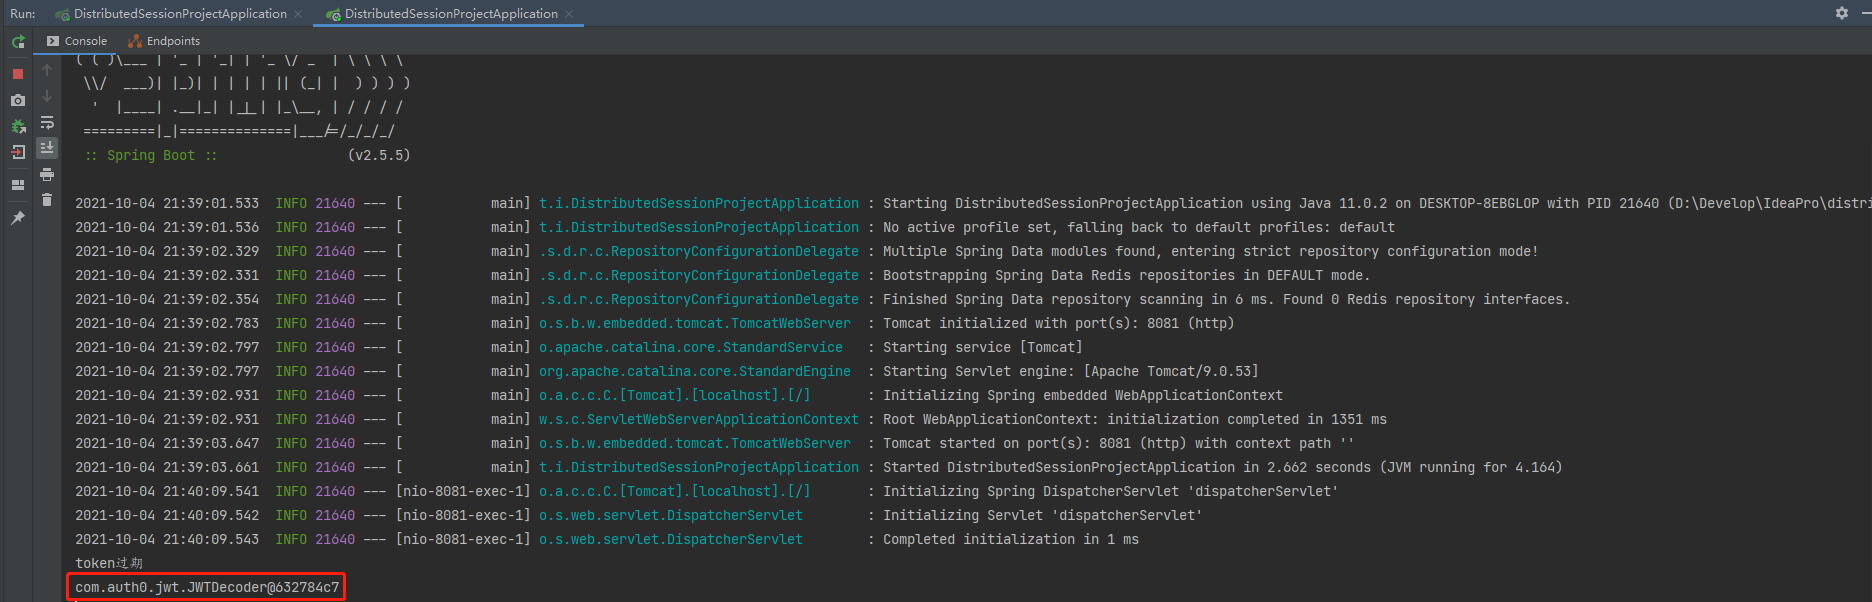 Run: DistributedSessionProjectApplication × DistributedSessionProjectApplication ×
Console Endpoints
( ( )\___ | '_ | '_| | '_ \/ _` | \ \ \ \
\\/  ___)| |_)| | | | | || (_| |  ) ) ) )
'  |____| .__|_| |_|_| |_\__, | / / / /
=========|_|==============|___/=/_/_/_/
:: Spring Boot :: (v2.5.5)
2021-10-04 21:39:01.533 INFO 21640 --- [ main] t.i.DistributedSessionProjectApplication : Starting DistributedSessionProjectApplication using Java 11.0.2 on DESKTOP-8EBGLOP with PID 21640 (D:\Develop\IdeaPro\distri
2021-10-04 21:39:01.536 INFO 21640 --- [ main] t.i.DistributedSessionProjectApplication : No active profile set, falling back to default profiles: default
2021-10-04 21:39:02.329 INFO 21640 --- [ main] .s.d.r.c.RepositoryConfigurationDelegate : Multiple Spring Data modules found, entering strict repository configuration mode!
2021-10-04 21:39:02.331 INFO 21640 --- [ main] .s.d.r.c.RepositoryConfigurationDelegate : Bootstrapping Spring Data Redis repositories in DEFAULT mode.
2021-10-04 21:39:02.354 INFO 21640 --- [ main] .s.d.r.c.RepositoryConfigurationDelegate : Finished Spring Data repository scanning in 6 ms. Found 0 Redis repository interfaces.
2021-10-04 21:39:02.783 INFO 21640 --- [ main] o.s.b.w.embedded.tomcat.TomcatWebServer : Tomcat initialized with port(s): 8081 (http)
2021-10-04 21:39:02.797 INFO 21640 --- [ main] o.apache.catalina.core.StandardService : Starting service [Tomcat]
2021-10-04 21:39:02.797 INFO 21640 --- [ main] org.apache.catalina.core.StandardEngine : Starting Servlet engine: [Apache Tomcat/9.0.53]
2021-10-04 21:39:02.931 INFO 21640 --- [ main] o.a.c.c.C.[Tomcat].[localhost].[/] : Initializing Spring embedded WebApplicationContext
2021-10-04 21:39:02.931 INFO 21640 --- [ main] w.s.c.ServletWebServerApplicationContext : Root WebApplicationContext: initialization completed in 1351 ms
2021-10-04 21:39:03.647 INFO 21640 --- [ main] o.s.b.w.embedded.tomcat.TomcatWebServer : Tomcat started on port(s): 8081 (http) with context path ''
2021-10-04 21:39:03.661 INFO 21640 --- [ main] t.i.DistributedSessionProjectApplication : Started DistributedSessionProjectApplication in 2.662 seconds (JVM running for 4.164)
2021-10-04 21:40:09.541 INFO 21640 --- [nio-8081-exec-1] o.a.c.c.C.[Tomcat].[localhost].[/] : Initializing Spring DispatcherServlet 'dispatcherServlet'
2021-10-04 21:40:09.542 INFO 21640 --- [nio-8081-exec-1] o.s.web.servlet.DispatcherServlet : Initializing Servlet 'dispatcherServlet'
2021-10-04 21:40:09.543 INFO 21640 --- [nio-8081-exec-1] o.s.web.servlet.DispatcherServlet : Completed initialization in 1 ms
token过期
com.auth0.jwt.JWTDecoder@632784c7